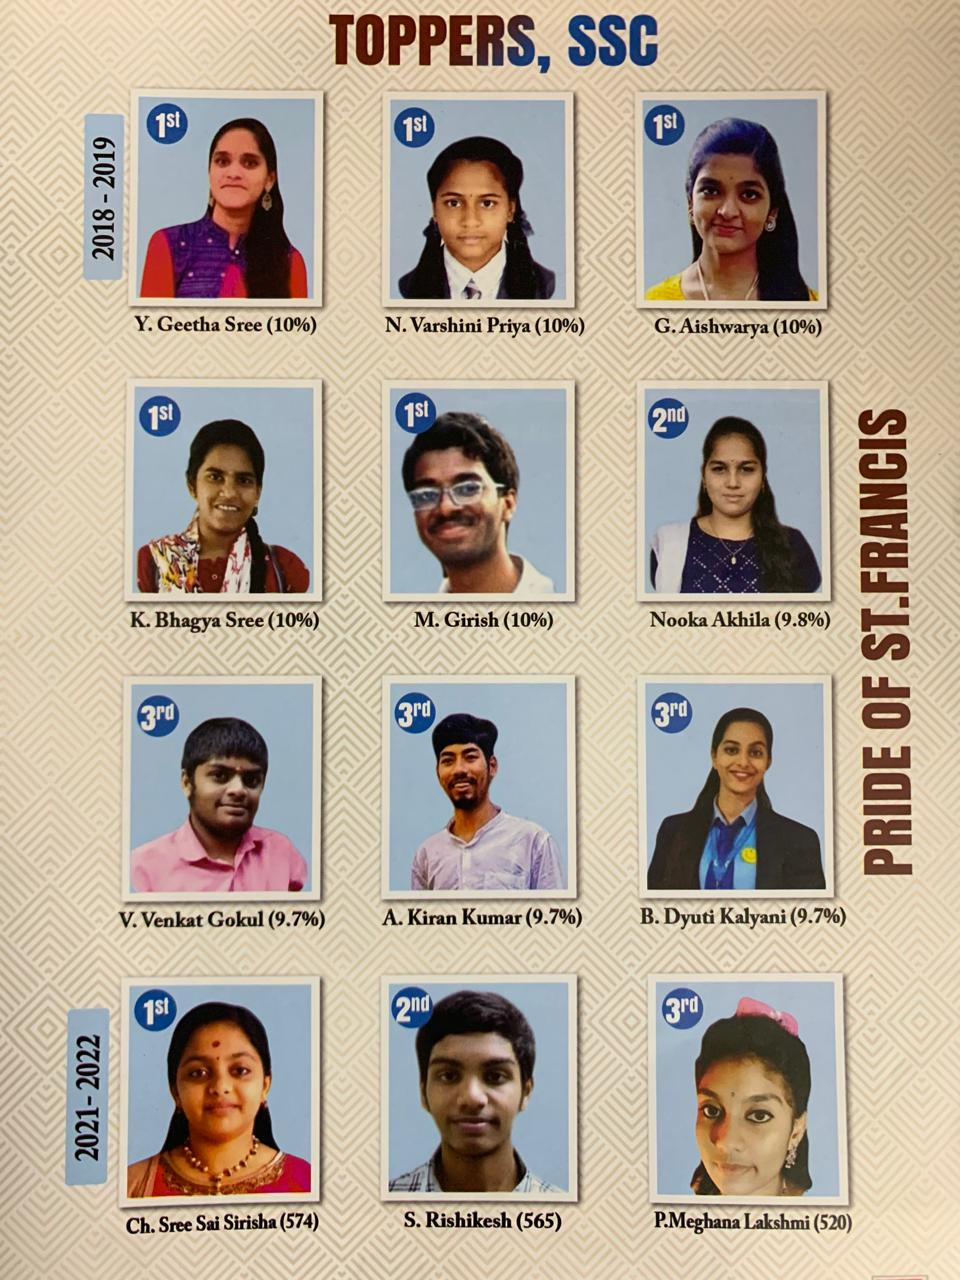 TOPPERS, SSC
2018 - 2019
1st
1st
1st
Y. Geetha Sree (10%)
N. Varshini Priya (10%)
G. Aishwarya (10%)
1st
1st
2nd
K. Bhagya Sree (10%)
M. Girish (10%)
Nooka Akhila (9.8%)
PRIDE OF ST.FRANCIS
3rd
3rd
3rd
V. Venkat Gokul (9.7%)
A. Kiran Kumar (9.7%)
B. Dyuti Kalyani (9.7%)
2021- 2022
1st
2nd
3rd
Ch. Sree Sai Sirisha (574)
S. Rishikesh (565)
P.Meghana Lakshmi (520)